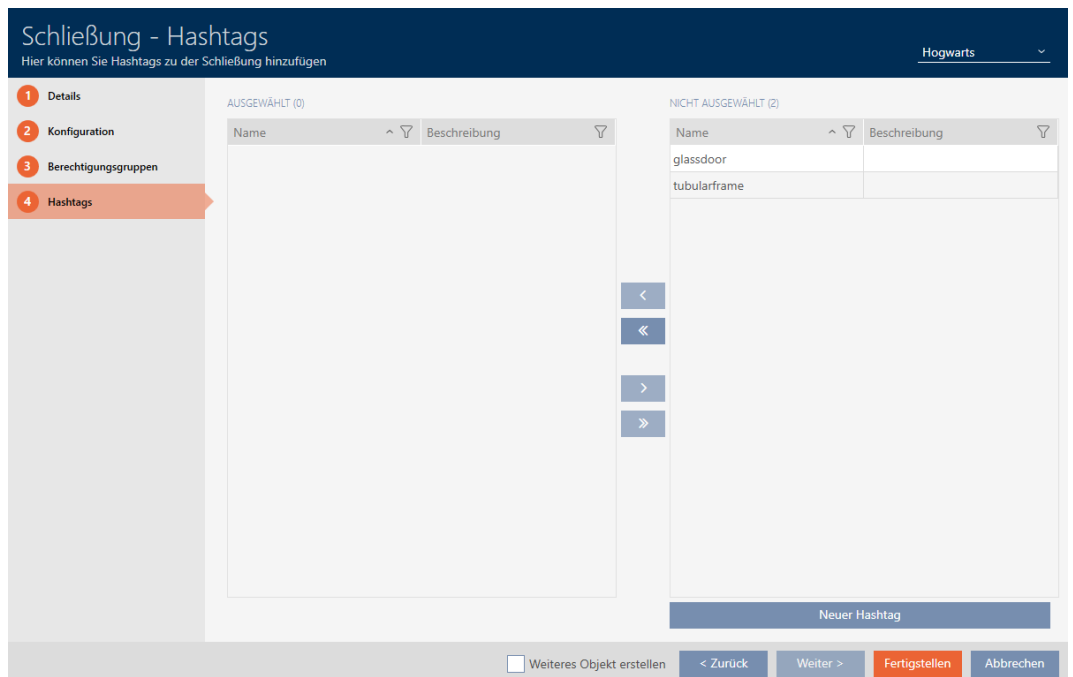 Schließung - Hashtags
Hier können Sie Hashtags zu der Schließung hinzufügen
Hogwarts
1 Details
2 Konfiguration
3 Berechtigungsgruppen
4 Hashtags
AUSGEWÄHLT (0)
Name Beschreibung
NICHT AUSGEWÄHLT (2)
Name Beschreibung
glassdoor
tubularframe
Neuer Hashtag
Weiteres Objekt erstellen
< Zurück
Weiter >
Fertigstellen
Abbrechen